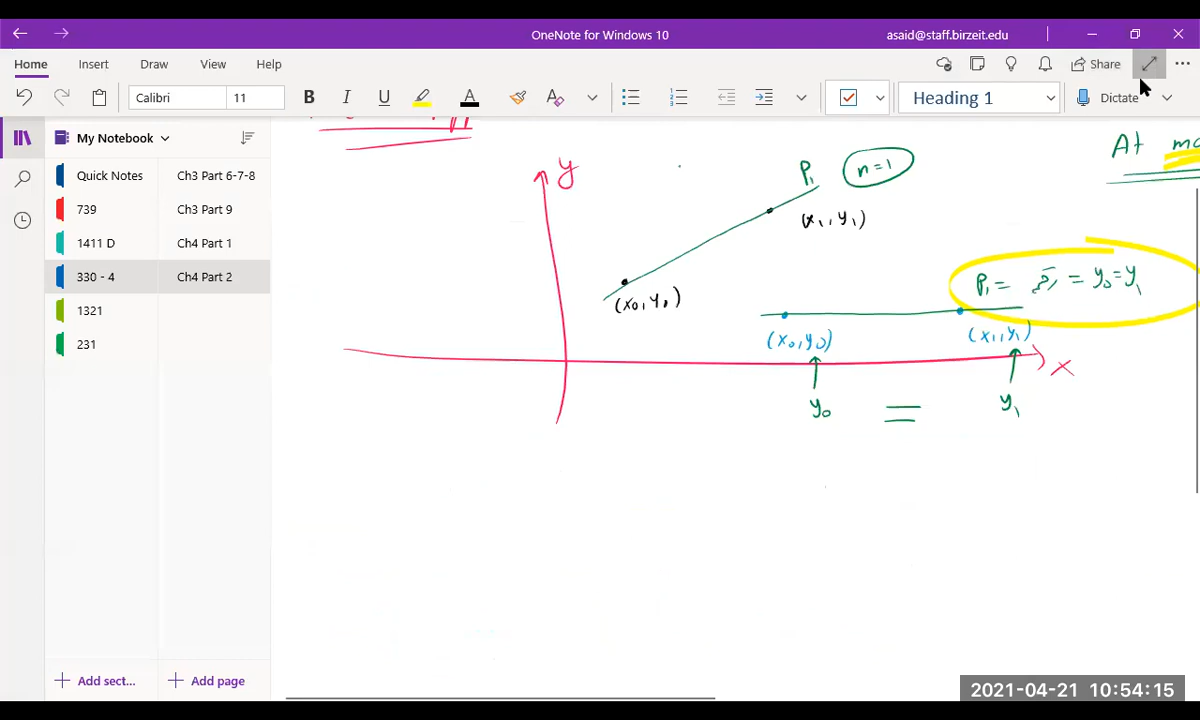 OneNote for Windows 10
asaid@staff.birzeit.edu
Home Insert Draw View Help
Share
Calibri 11 B I U A Heading 1 Dictate
My Notebook
Quick Notes
739
1411 D
330 - 4
1321
231
Ch3 Part 6-7-8
Ch3 Part 9
Ch4 Part 1
Ch4 Part 2
Add sect...
Add page
y
P₁ n=1
At
(x₁, y₁)
(x₀, y₀)
P₁ = = y₀ = y₁
(x₀, y₀) (x₁, y₁)
x
y₀ = y₁
2021-04-21 10:54:15